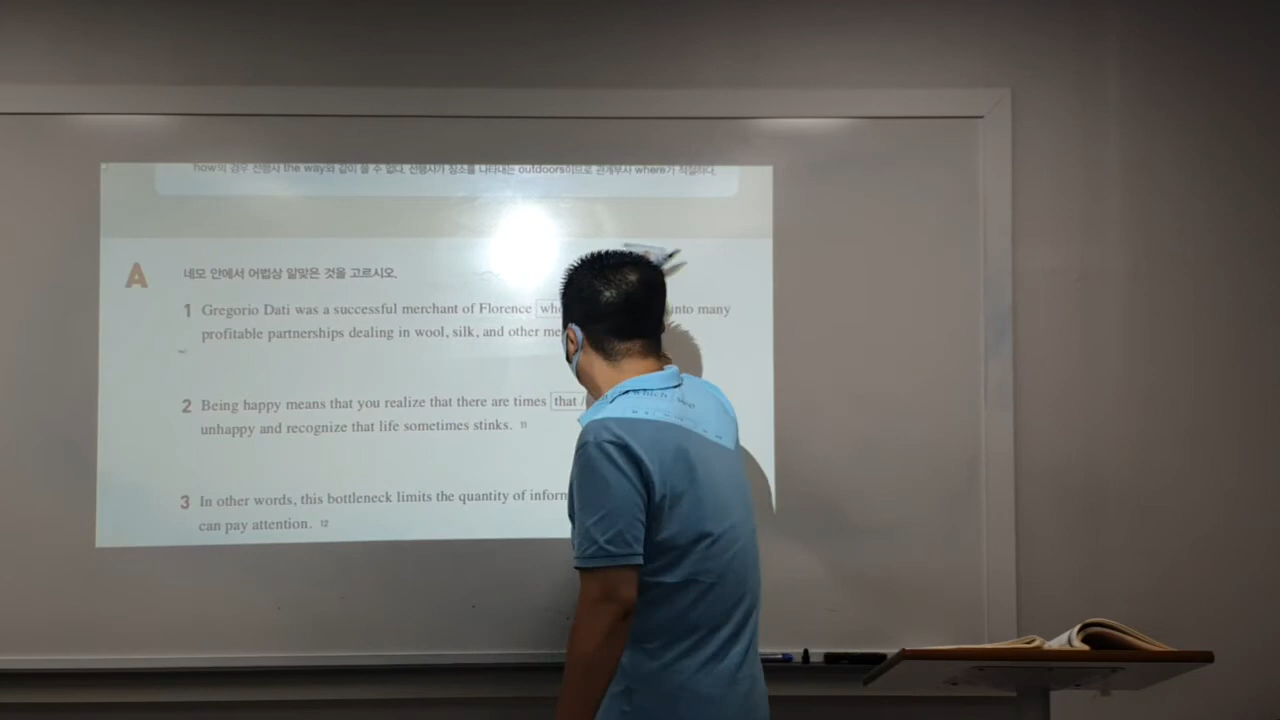 how의 경우 선행사 the way와 같이 쓸 수 없다. 선행사가 장소를 나타내는 outdoors이므로 관계부사 where가 적절하다.
A 네모 안에서 어법상 알맞은 것을 고르시오.
1 Gregorio Dati was a successful merchant of Florence into many
profitable partnerships dealing in wool, silk, and other
2 Being happy means that you realize that there are times that / which
unhappy and recognize that life sometimes stinks. 11
3 In other words, this bottleneck limits the quantity of
can pay attention. 12